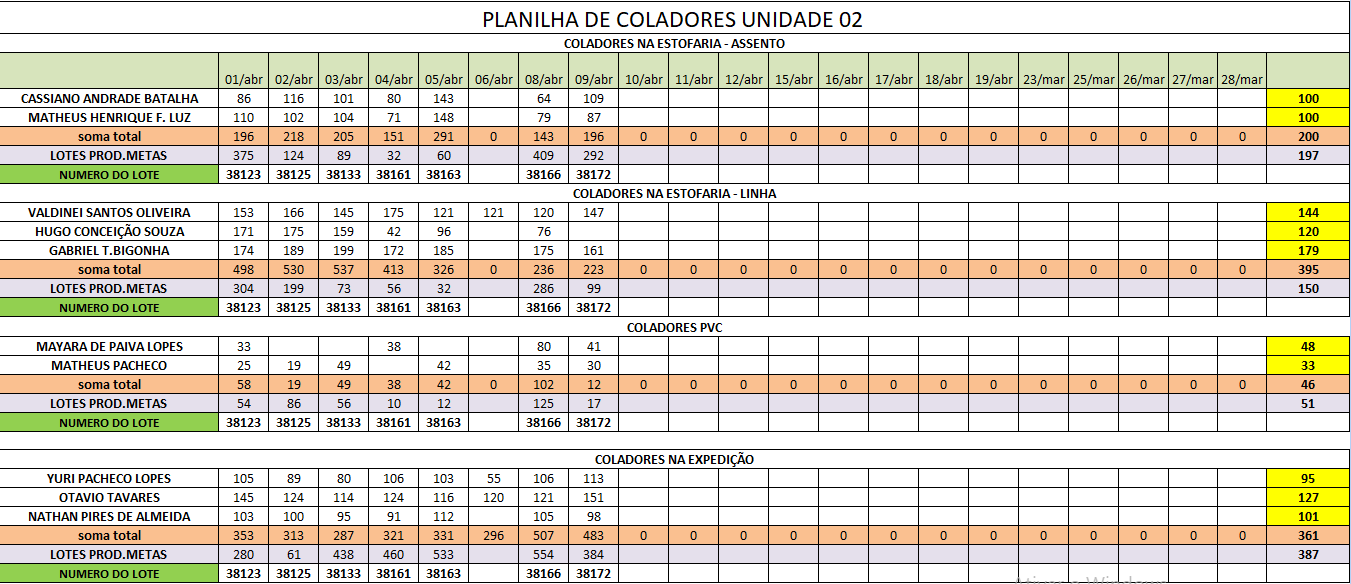 PLANILHA DE COLADORES UNIDADE 02
COLADORES NA ESTOFARIA - ASSENTO
01/abr 02/abr 03/abr 04/abr 05/abr 06/abr 08/abr 09/abr 10/abr 11/abr 12/abr 15/abr 16/abr 17/abr 18/abr 19/abr 23/mar 25/mar 26/mar 27/mar 28/mar
CASSIANO ANDRADE BATALHA 86 116 101 80 143 64 109 100
MATHEUS HENRIQUE F. LUZ 110 102 104 71 148 79 87 100
soma total 196 218 205 151 291 0 143 196 0 0 0 0 0 0 0 0 0 0 0 0 0 200
LOTES PROD.METAS 375 124 89 32 60 409 292 197
NUMERO DO LOTE 38123 38125 38133 38161 38163 38166 38172
COLADORES NA ESTOFARIA - LINHA
VALDINEI SANTOS OLIVEIRA 153 166 145 175 121 121 120 147 144
HUGO CONCEIÇÃO SOUZA 171 175 159 42 96 76 120
GABRIEL T.BIGONHA 174 189 199 172 185 175 161 179
soma total 498 530 537 413 326 0 236 223 0 0 0 0 0 0 0 0 0 0 0 0 0 395
LOTES PROD.METAS 304 199 73 56 32 286 99 150
NUMERO DO LOTE 38123 38125 38133 38161 38163 38166 38172
COLADORES PVC
MAYARA DE PAIVA LOPES 33 38 80 41 48
MATHEUS PACHECO 25 19 49 42 35 30 33
soma total 58 19 49 38 42 0 102 12 0 0 0 0 0 0 0 0 0 0 0 0 0 46
LOTES PROD.METAS 54 86 56 10 12 125 17 51
NUMERO DO LOTE 38123 38125 38133 38161 38163 38166 38172
COLADORES NA EXPEDIÇÃO
YURI PACHECO LOPES 105 89 80 106 103 55 106 113 95
OTAVIO TAVARES 145 124 114 124 116 120 121 151 127
NATHAN PIRES DE ALMEIDA 103 100 95 91 112 105 98 101
soma total 353 313 287 321 331 296 507 483 0 0 0 0 0 0 0 0 0 0 0 0 0 361
LOTES PROD.METAS 280 61 438 460 533 554 384 387
NUMERO DO LOTE 38123 38125 38133 38161 38163 38166 38172